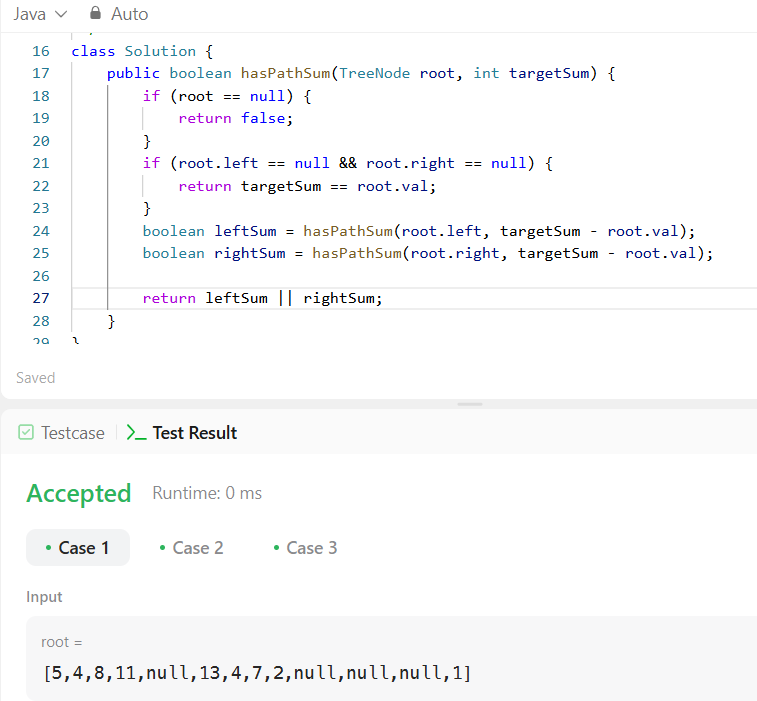 Java Auto
16 class Solution {
17 public boolean hasPathSum(TreeNode root, int targetSum) {
18 if (root == null) {
19 return false;
20 }
21 if (root.left == null && root.right == null) {
22 return targetSum == root.val;
23 }
24 boolean leftSum = hasPathSum(root.left, targetSum - root.val);
25 boolean rightSum = hasPathSum(root.right, targetSum - root.val);
26
27 return leftSum || rightSum;
28 }
29 }
Saved
Testcase Test Result
Accepted Runtime: 0 ms
Case 1 Case 2 Case 3
Input
root =
[5,4,8,11,null,13,4,7,2,null,null,null,1]